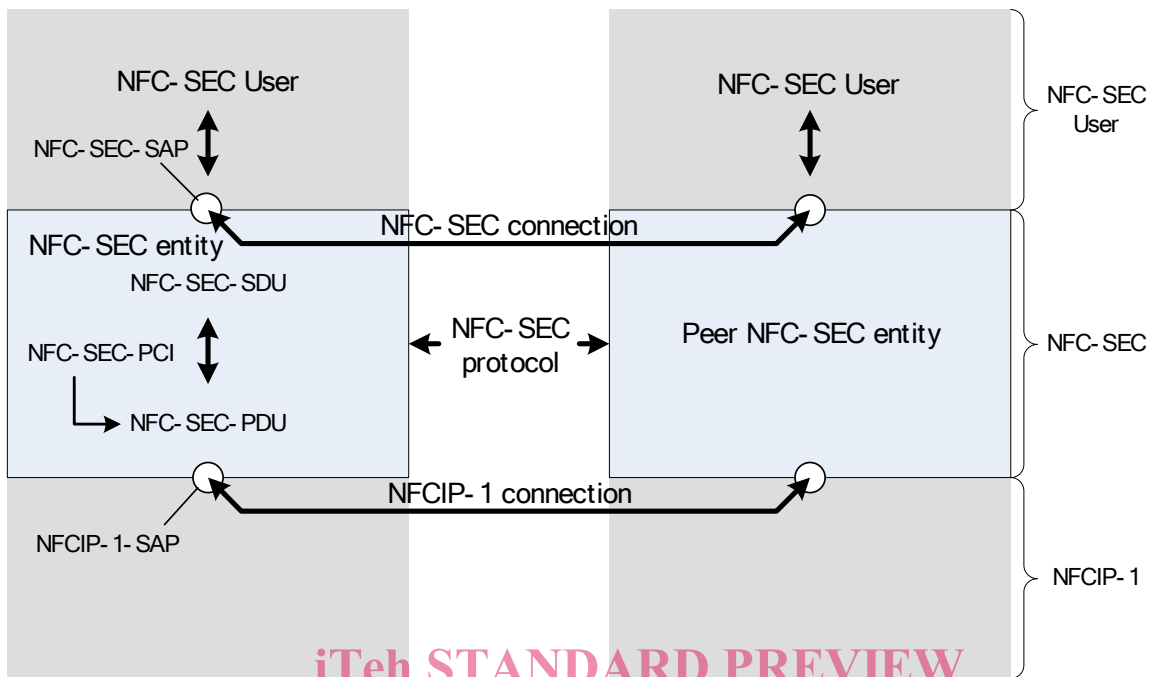 NFC-SEC User
NFC-SEC User
NFC-SEC
User
NFC-SEC-SAP
NFC-SEC connection
NFC-SEC entity
NFC-SEC-SDU
NFC-SEC
protocol
Peer NFC-SEC entity
NFC-SEC
NFC-SEC-PCI
NFC-SEC-PDU
NFCIP-1 connection
NFCIP-1-SAP
NFCIP-1
iTeh STANDARD PREVIEW